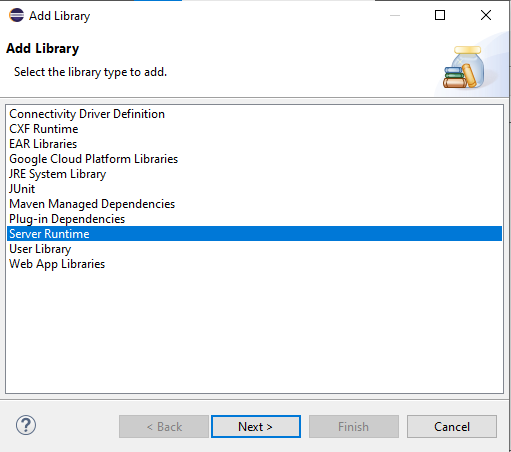 Add Library
Add Library
Select the library type to add.
Connectivity Driver Definition
CXF Runtime
EAR Libraries
Google Cloud Platform Libraries
JRE System Library
JUnit
Maven Managed Dependencies
Plug-in Dependencies
Server Runtime
User Library
Web App Libraries
? < Back Next > Finish Cancel